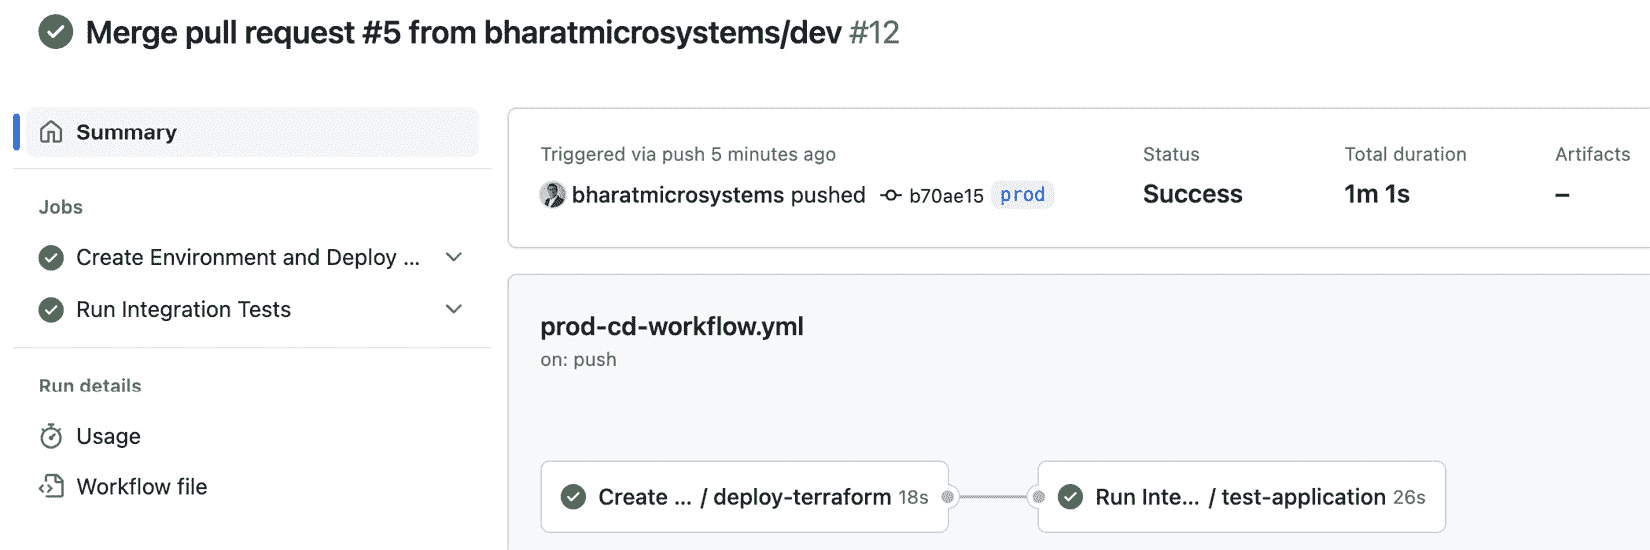 Merge pull request #5 from bharatmicrosystems/dev #12
Summary
Jobs
Create Environment and Deploy ...
Run Integration Tests
Run details
Usage
Workflow file
Triggered via push 5 minutes ago
bharatmicrosystems pushed b70ae15 prod
Status
Success
Total duration
1m 1s
Artifacts
–
prod-cd-workflow.yml
on: push
Create ... / deploy-terraform 18s
Run Inte... / test-application 26s